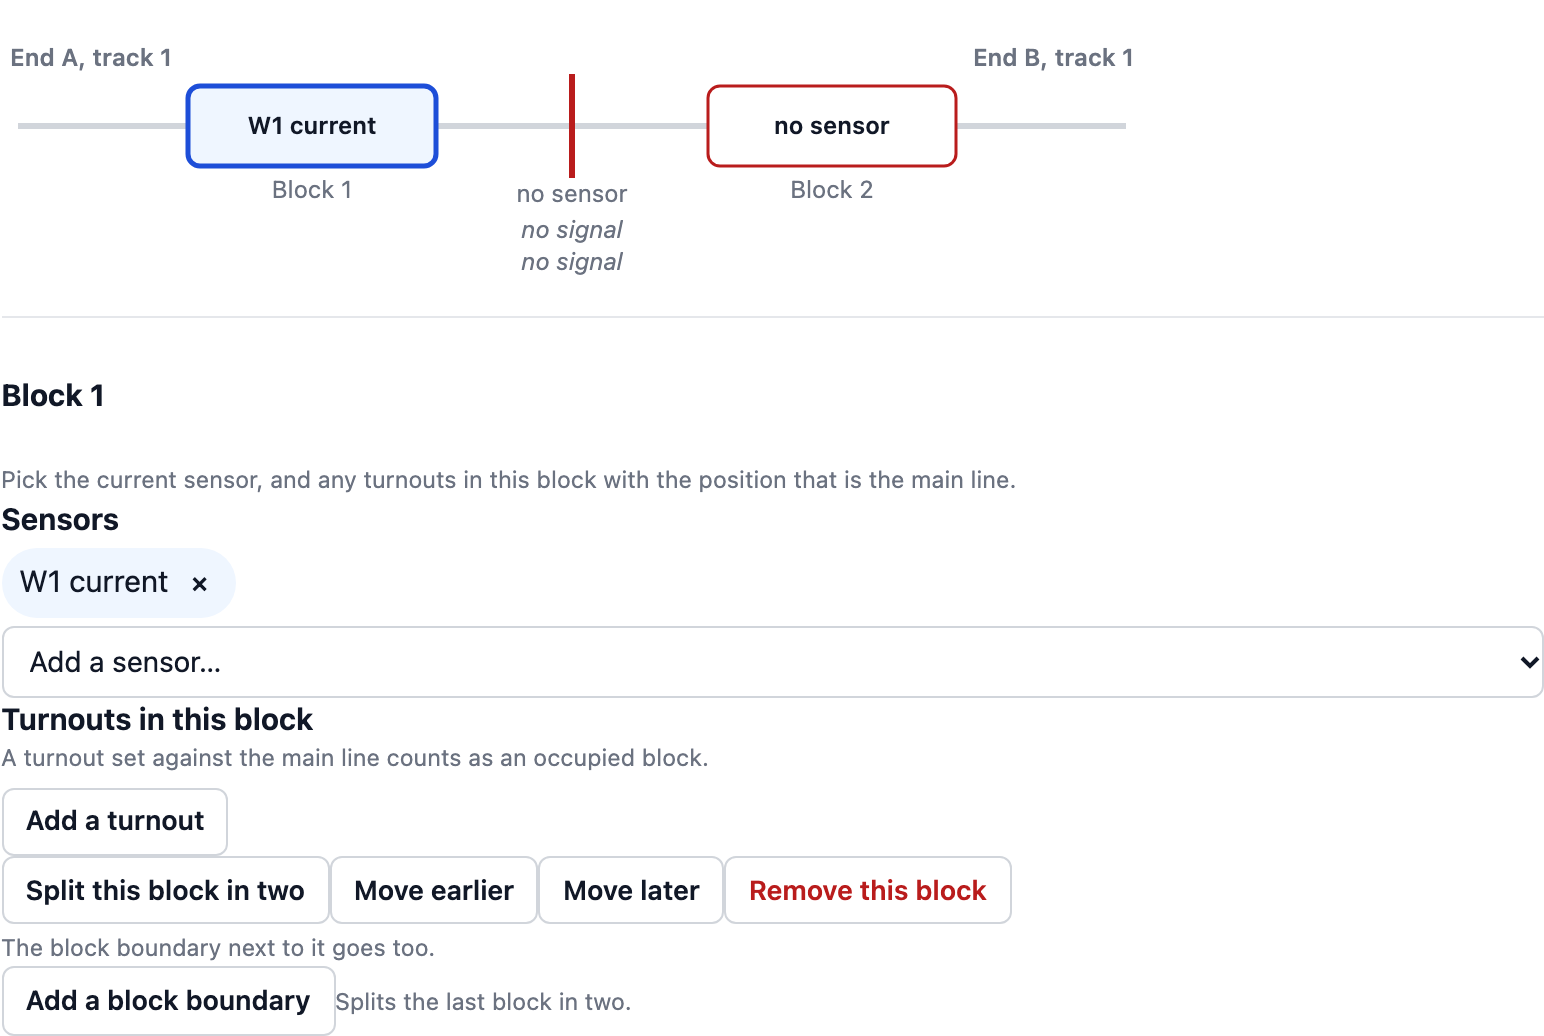 End A, track 1
End B, track 1
W1 current
no sensor
Block 1
no sensor
Block 2
no signal
no signal
Block 1
Pick the current sensor, and any turnouts in this block with the position that is the main line.
Sensors
W1 current ×
Add a sensor...
Turnouts in this block
A turnout set against the main line counts as an occupied block.
Add a turnout
Split this block in two
Move earlier
Move later
Remove this block
The block boundary next to it goes too.
Add a block boundary
Splits the last block in two.